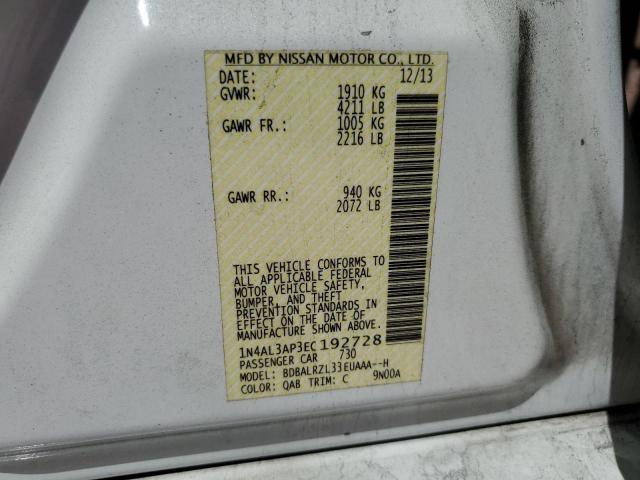 MFD BY NISSAN MOTOR CO., LTD.
DATE: 12/13
GVWR: 1910 KG
4211 LB
GAWR FR.: 1005 KG
2216 LB
GAWR RR.: 940 KG
2072 LB
THIS VEHICLE CONFORMS TO
ALL APPLICABLE FEDERAL
MOTOR VEHICLE SAFETY,
BUMPER, AND THEFT
PREVENTION STANDARDS
IN EFFECT ON THE DATE OF
MANUFACTURE SHOWN ABOVE.
1N4AL3AP3EC192728
PASSENGER CAR 730
MODEL: BDBALRZL33EUAAA--H
COLOR: QAB TRIM: C 9N00A